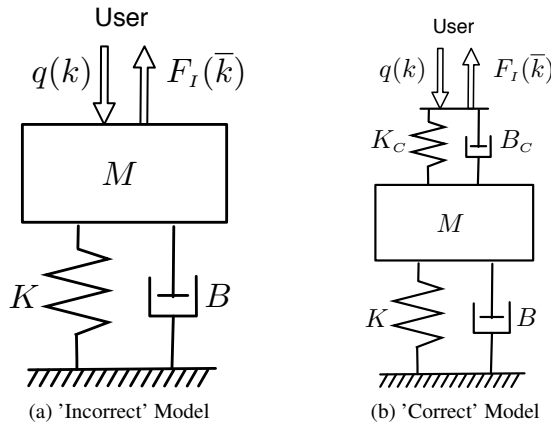 User
q(k) F_I(k̅)
M
K B
(a) 'Incorrect' Model
User
q(k) F_I(k̅)
K_C B_C
M
K B
(b) 'Correct' Model